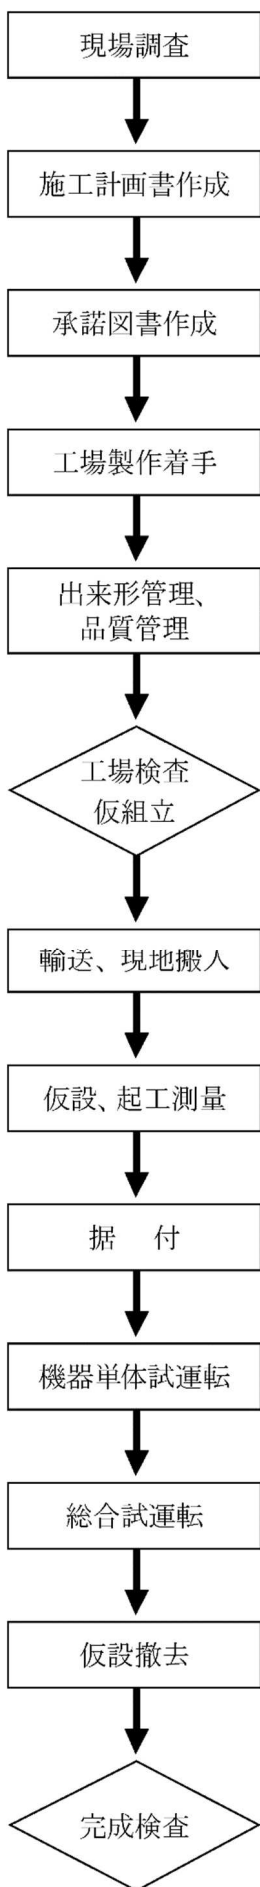 現場調査
施工計画書作成
承諾図書作成
工場製作着手
出来形管理、
品質管理
工場検査
仮組立
輸送、現地搬人
仮設、起工測量
据　付
機器単体試運転
総合試運転
仮設撤去
完成検査